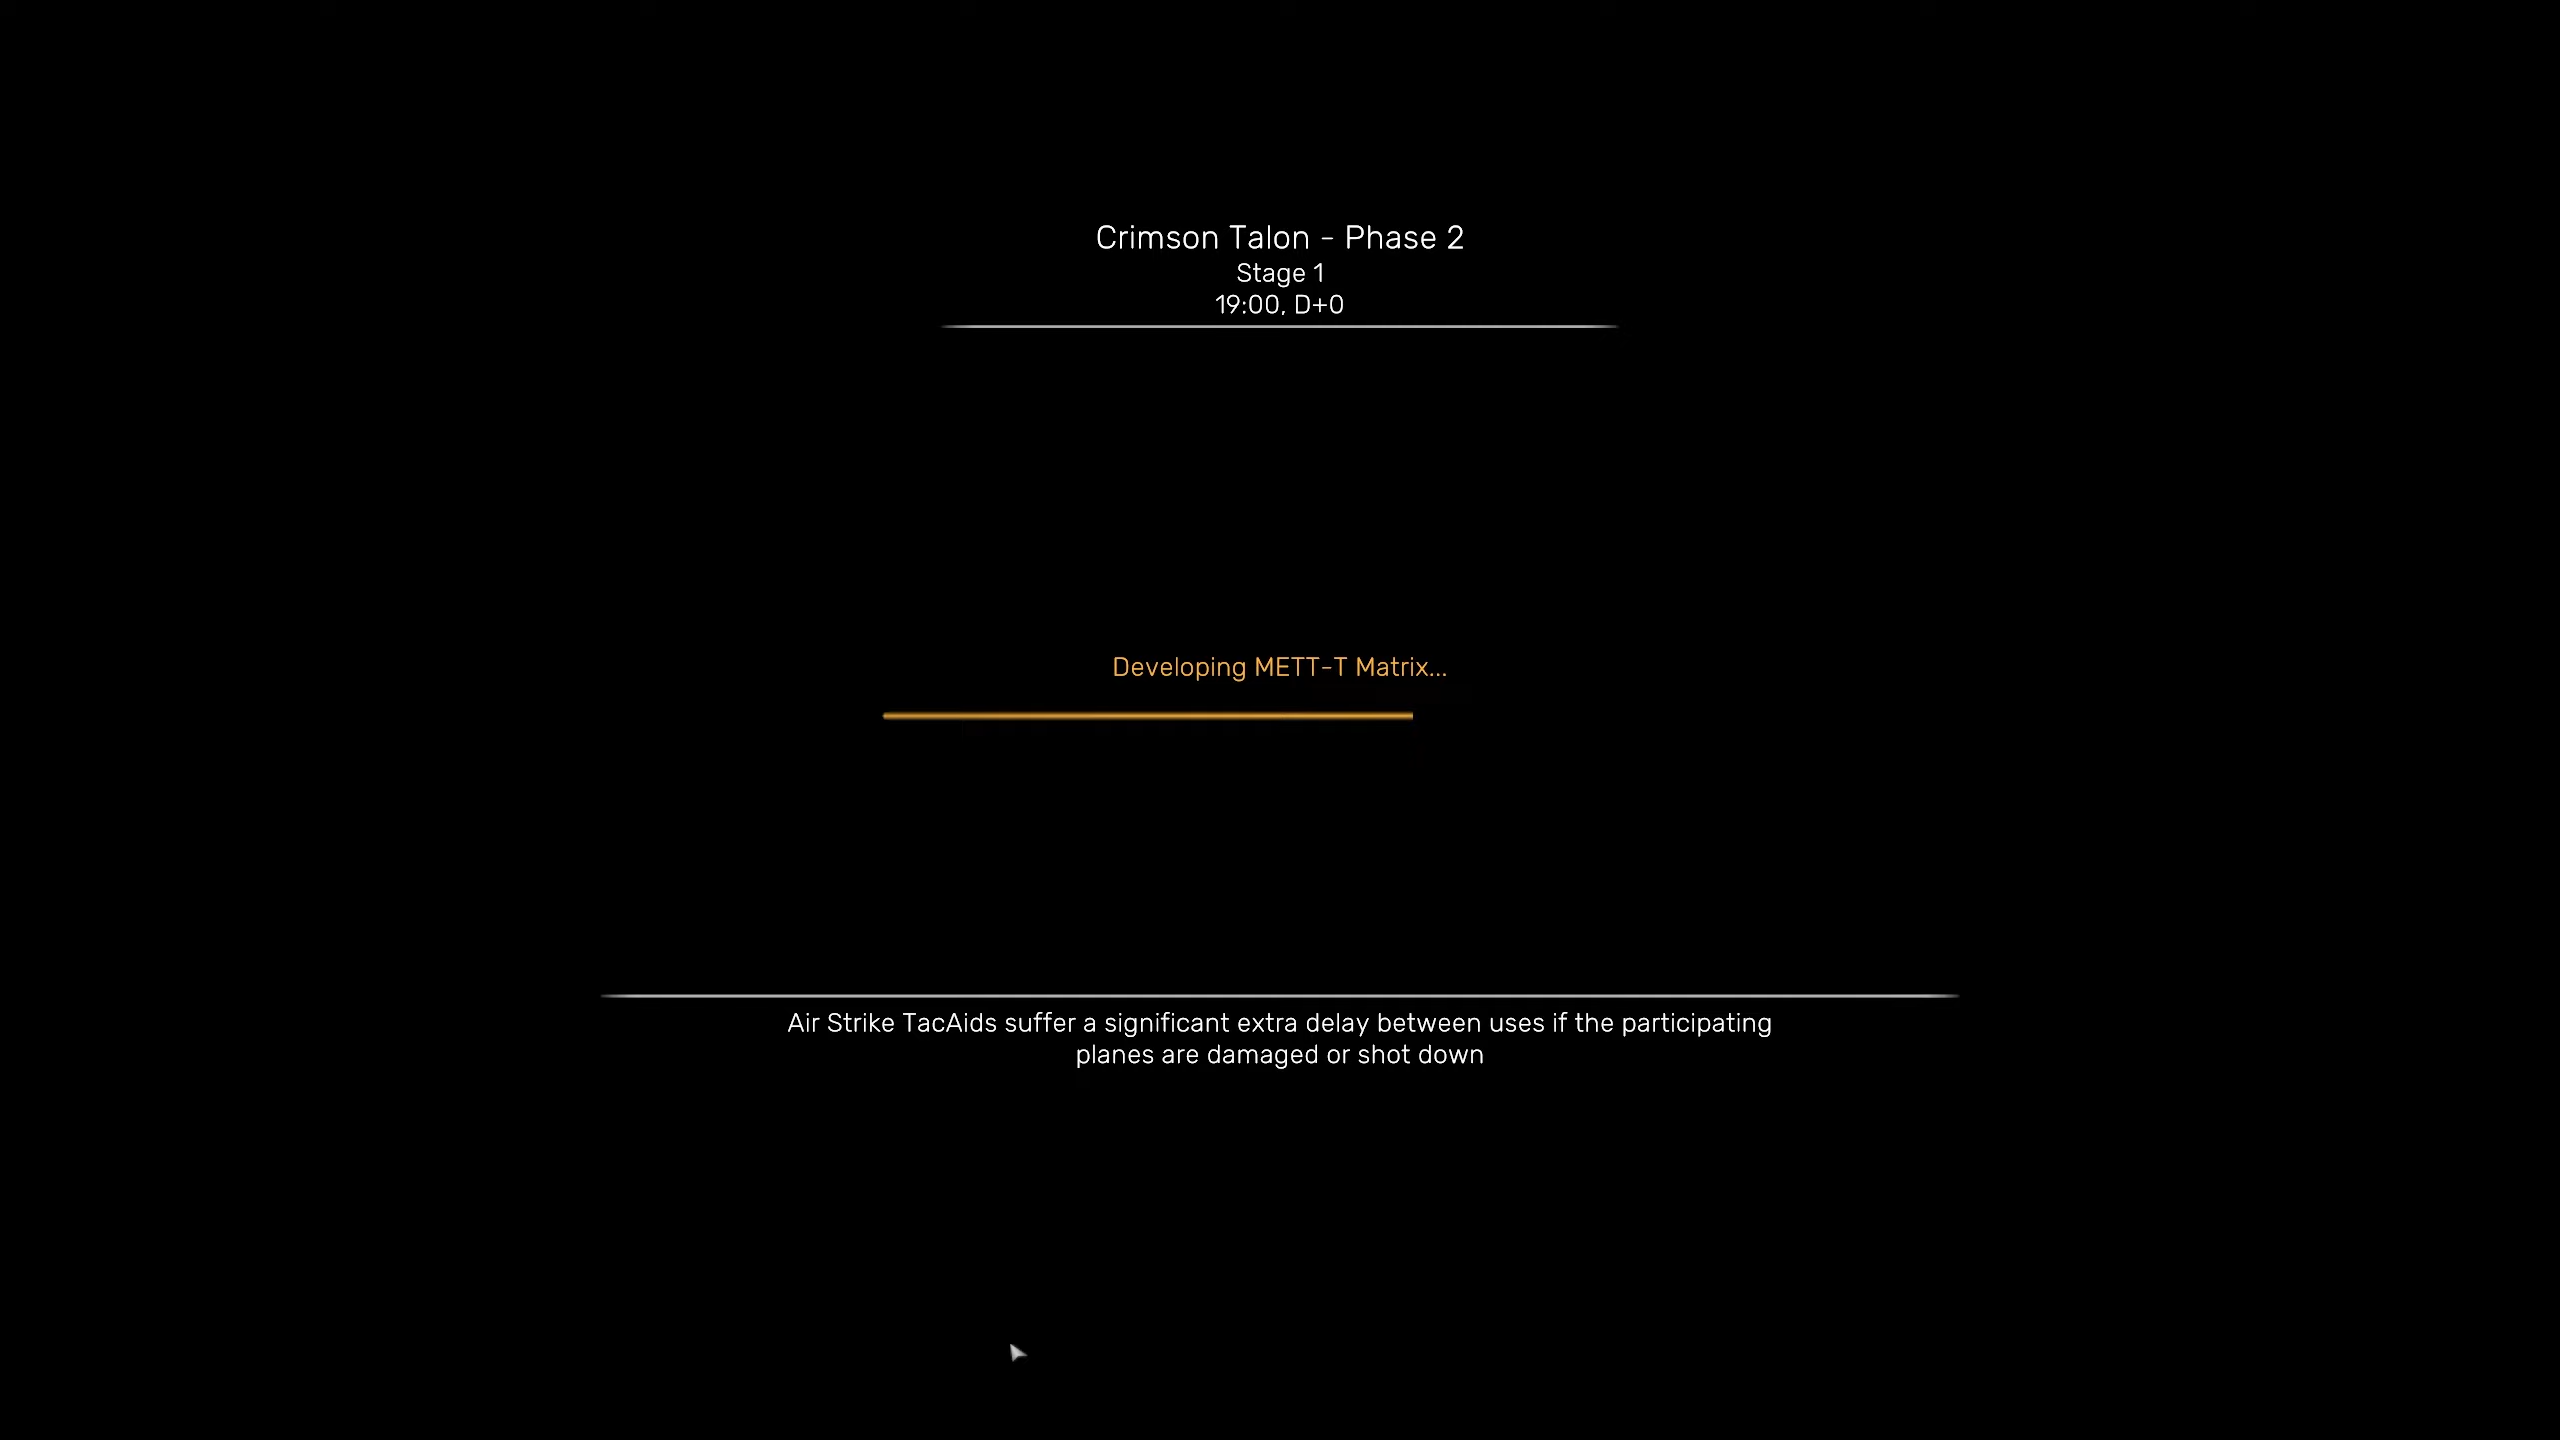 Crimson Talon - Phase 2
Stage 1
19:00, D+0
Developing METT-T Matrix...
Air Strike TacAids suffer a significant extra delay between uses if the participating
planes are damaged or shot down